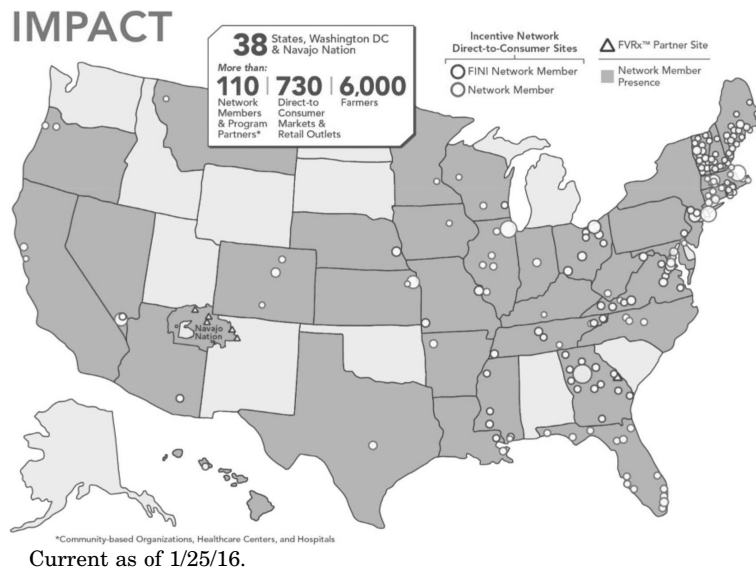 IMPACT
38 States, Washington DC
& Navajo Nation
More than:
110 | 730 | 6,000
Network Members & Program Partners*
Direct-to Consumer Markets & Retail Outlets
Farmers
Incentive Network
Direct-to-Consumer Sites
FINI Network Member
Network Member
FVRx™ Partner Site
Network Member
Presence
Navajo
Nation
*Community-based Organizations, Healthcare Centers, and Hospitals
Current as of 1/25/16.